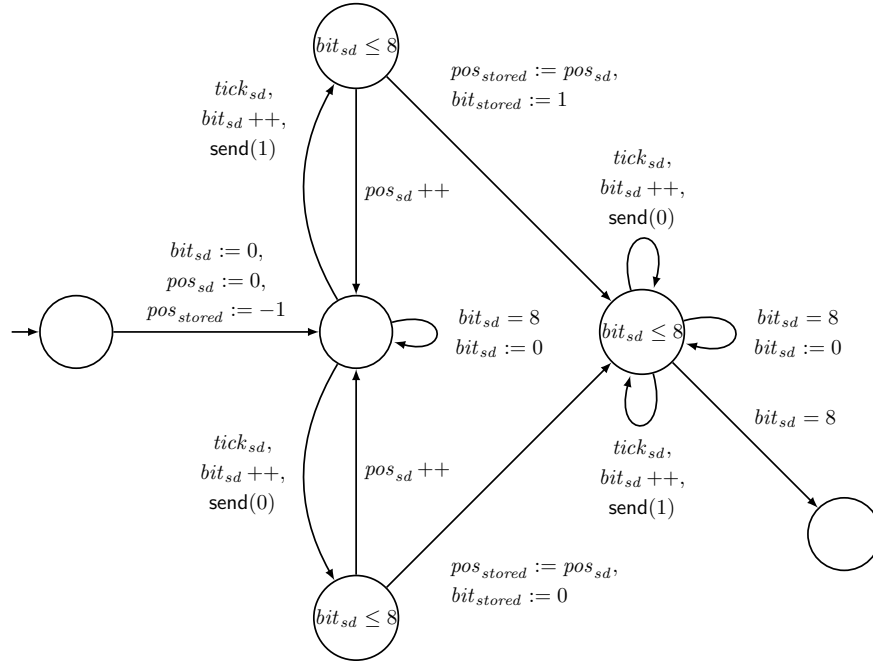 bit_sd ≤ 8
pos_stored := pos_sd,
bit_stored := 1
tick_sd,
bit_sd ++,
send(1)
tick_sd,
bit_sd ++,
send(0)
pos_sd ++
bit_sd := 0,
pos_sd := 0,
pos_stored := −1
bit_sd = 8
bit_sd := 0
bit_sd ≤ 8
bit_sd = 8
bit_sd := 0
bit_sd = 8
tick_sd,
bit_sd ++,
send(0)
pos_sd ++
tick_sd,
bit_sd ++,
send(1)
pos_stored := pos_sd,
bit_stored := 0
bit_sd ≤ 8